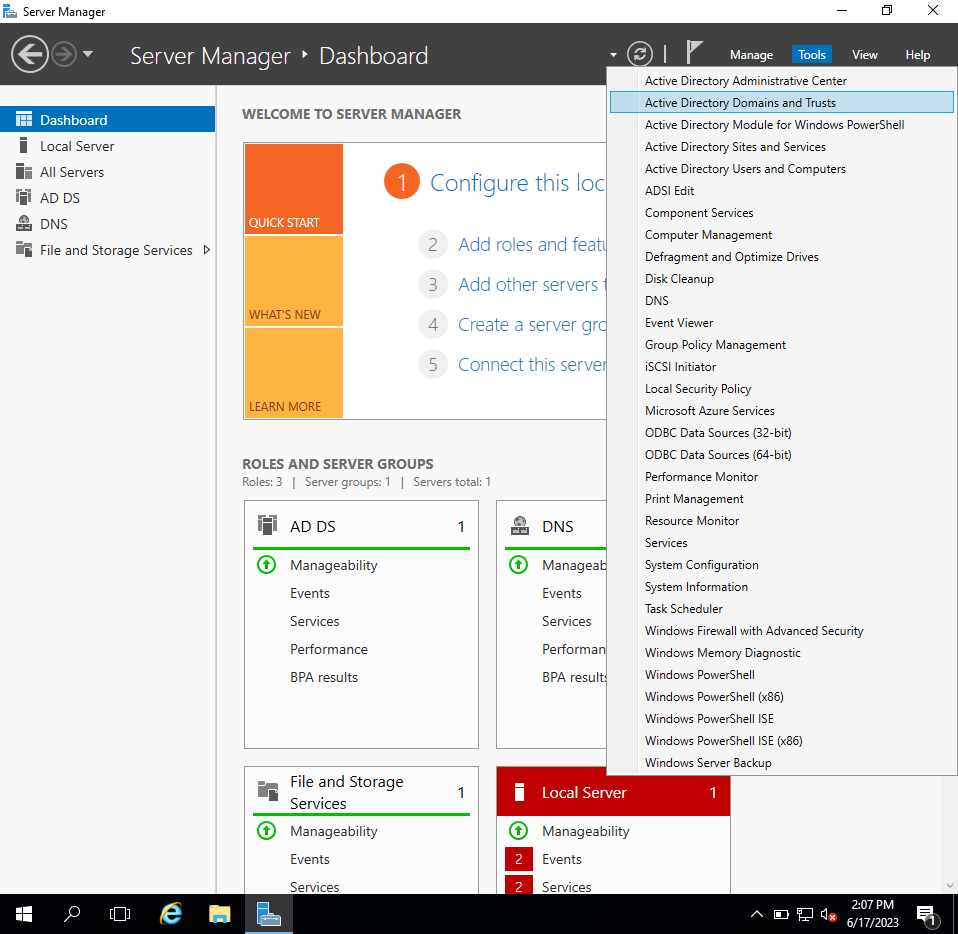 Server Manager
Server Manager ‣ Dashboard
Manage Tools View Help
Dashboard
Local Server
All Servers
AD DS
DNS
File and Storage Services
WELCOME TO SERVER MANAGER
QUICK START
WHAT'S NEW
LEARN MORE
1 Configure this loc
2 Add roles and featu
3 Add other servers
4 Create a server gro
5 Connect this server
ROLES AND SERVER GROUPS
Roles: 3 | Server groups: 1 | Servers total: 1
AD DS 1
Manageability
Events
Services
Performance
BPA results
DNS
Manageab
Events
Services
Performan
BPA results
File and Storage
Services 1
Manageability
Events
Services
Local Server 1
Manageability
2 Events
2 Services
Active Directory Administrative Center
Active Directory Domains and Trusts
Active Directory Module for Windows PowerShell
Active Directory Sites and Services
Active Directory Users and Computers
ADSI Edit
Component Services
Computer Management
Defragment and Optimize Drives
Disk Cleanup
DNS
Event Viewer
Group Policy Management
iSCSI Initiator
Local Security Policy
Microsoft Azure Services
ODBC Data Sources (32-bit)
ODBC Data Sources (64-bit)
Performance Monitor
Print Management
Resource Monitor
Services
System Configuration
System Information
Task Scheduler
Windows Firewall with Advanced Security
Windows Memory Diagnostic
Windows PowerShell
Windows PowerShell (x86)
Windows PowerShell ISE
Windows PowerShell ISE (x86)
Windows Server Backup
2:07 PM
6/17/2023
1